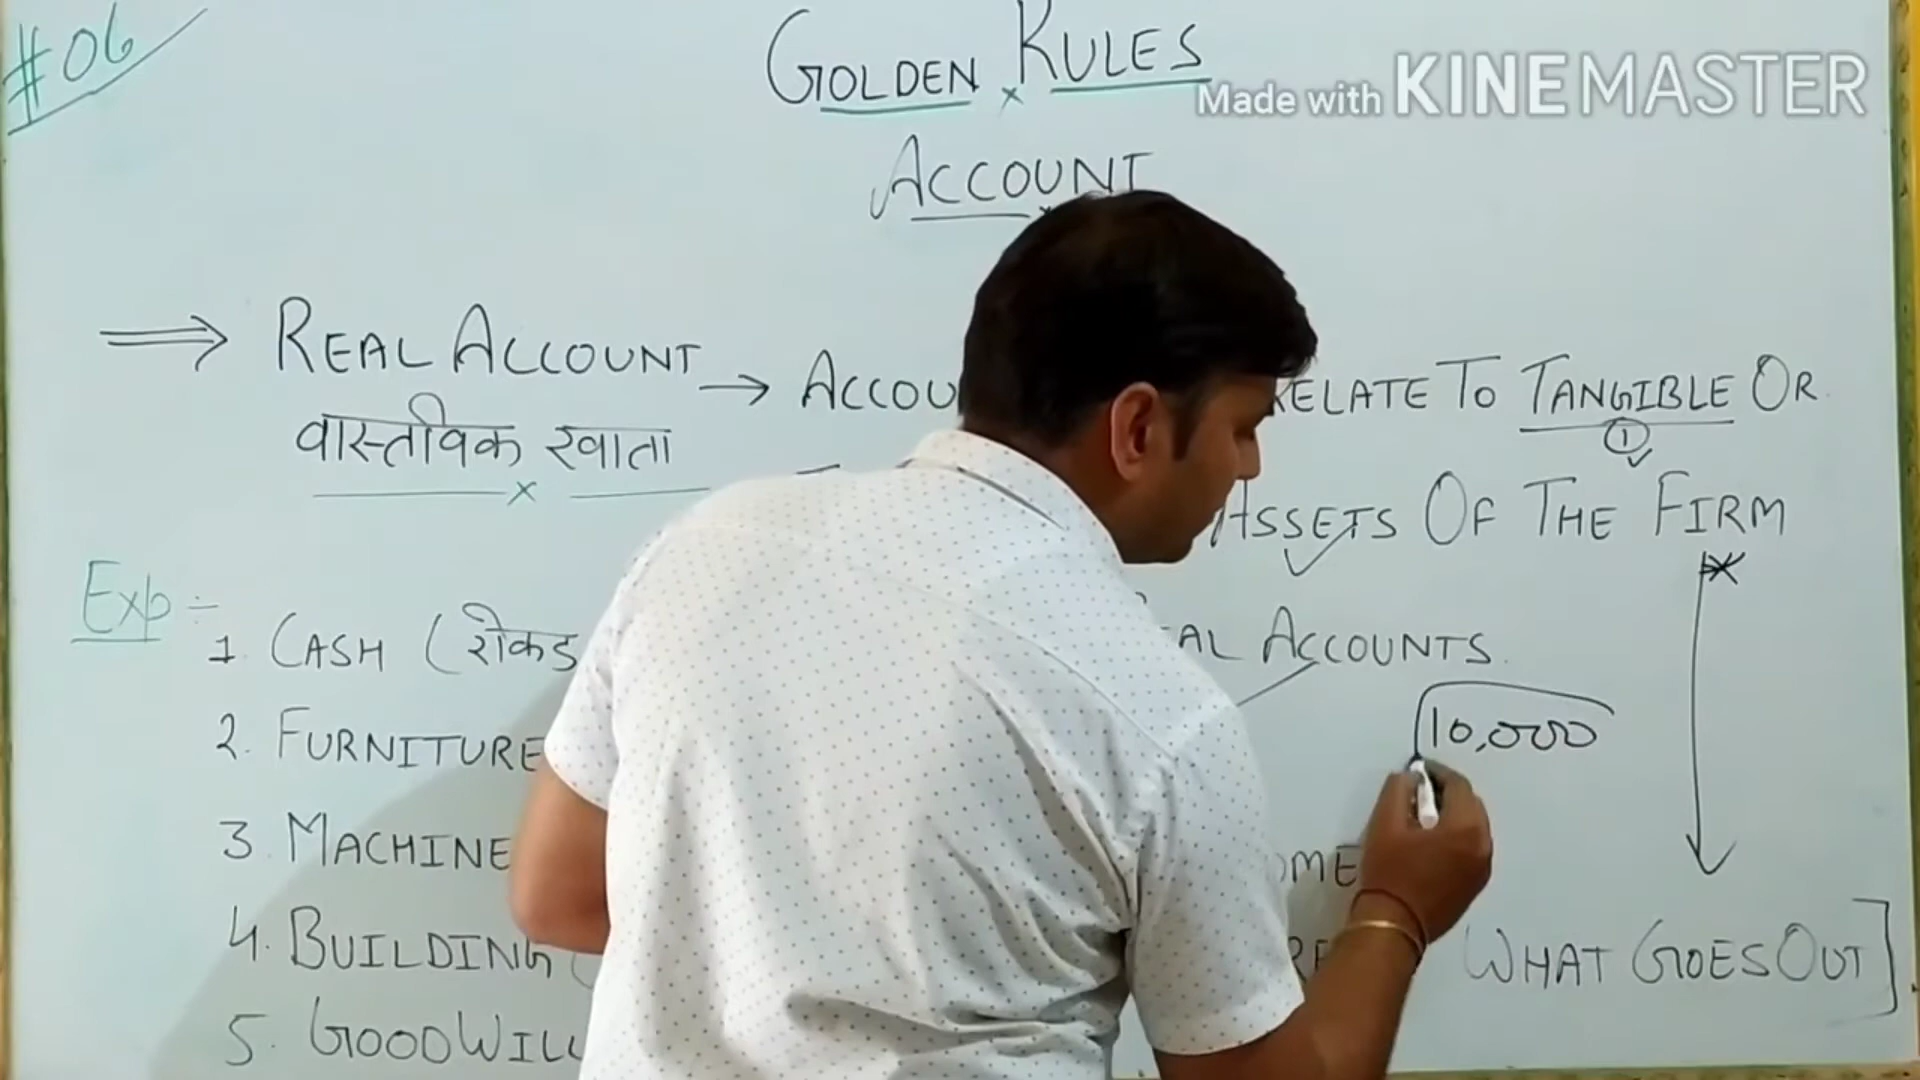 #06
GOLDEN RULES
Made with KINEMASTER
ACCOUNT
⇒ REAL ACCOUNT → ACCOU RELATE TO TANGIBLE OR
वास्तविक खाता
1
ASSETS OF THE FIRM
Exp:-
1. CASH (रोकड AL ACCOUNTS
2. FURNITURE
10,000
3. MACHINE OME
4. BUILDING ( WHAT GOES OUT]
5. GOODWILL